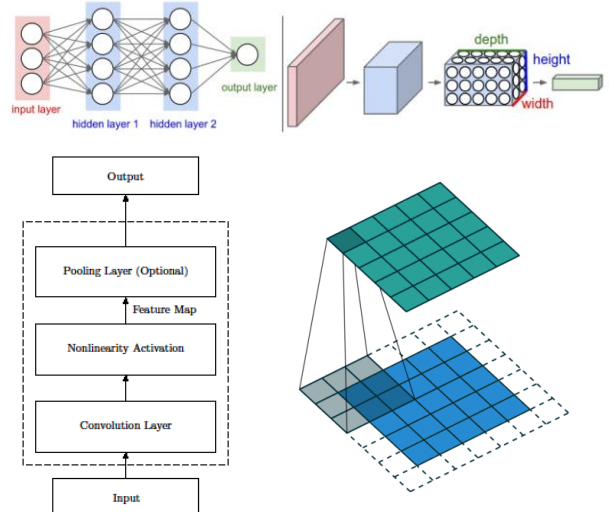 input layer
hidden layer 1
hidden layer 2
output layer
depth
height
width
Output
Pooling Layer (Optional)
Feature Map
Nonlinearity Activation
Convolution Layer
Input